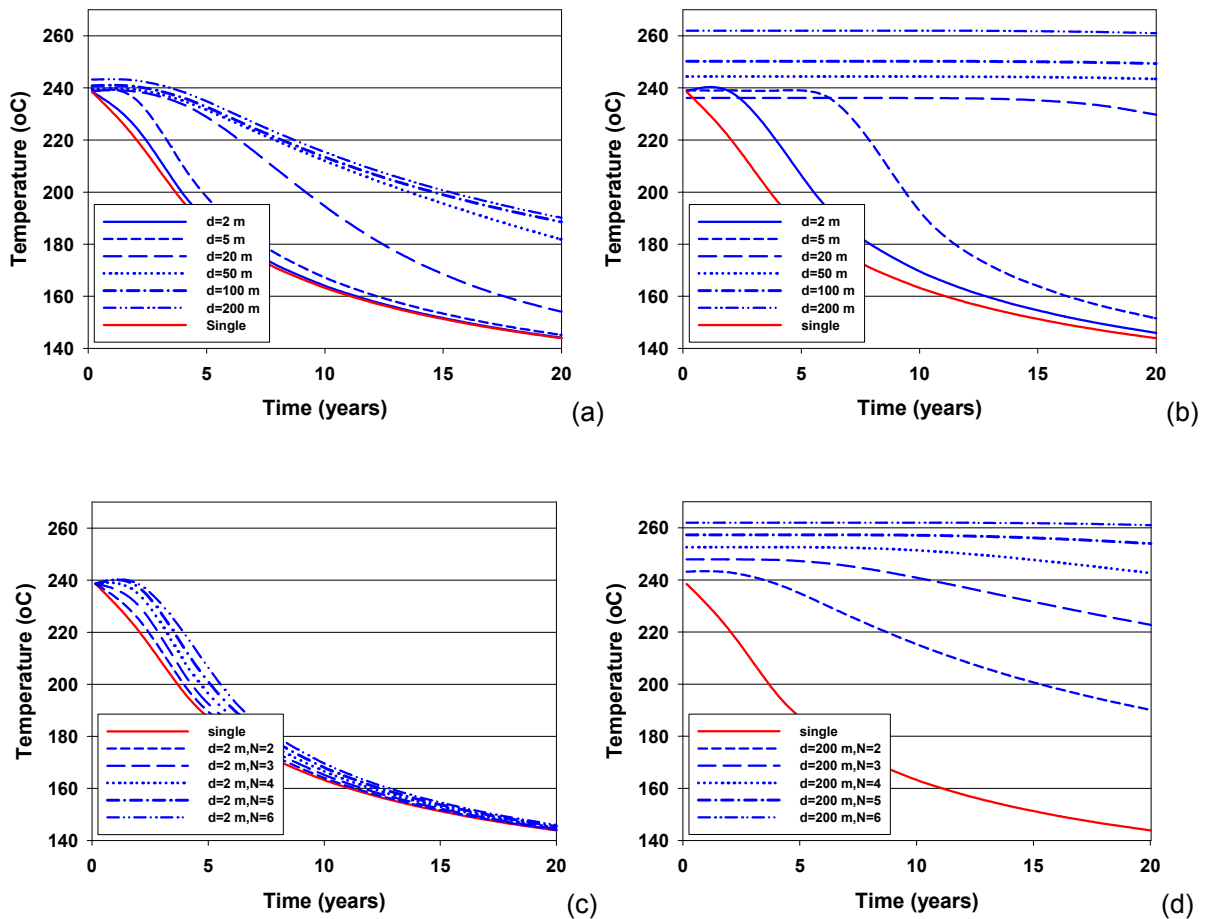 Temperature (oC)
260
240
220
200
180
160
140
d=2 m
d=5 m
d=20 m
d=50 m
d=100 m
d=200 m
Single
0 5 10 15 20
Time (years)
(a)
Temperature (oC)
260
240
220
200
180
160
140
d=2 m
d=5 m
d=20 m
d=50 m
d=100 m
d=200 m
single
0 5 10 15 20
Time (years)
(b)
Temperature (oC)
260
240
220
200
180
160
140
single
d=2 m,N=2
d=2 m,N=3
d=2 m,N=4
d=2 m,N=5
d=2 m,N=6
0 5 10 15 20
Time (years)
(c)
Temperature (oC)
260
240
220
200
180
160
140
single
d=200 m,N=2
d=200 m,N=3
d=200 m,N=4
d=200 m,N=5
d=200 m,N=6
0 5 10 15 20
Time (years)
(d)